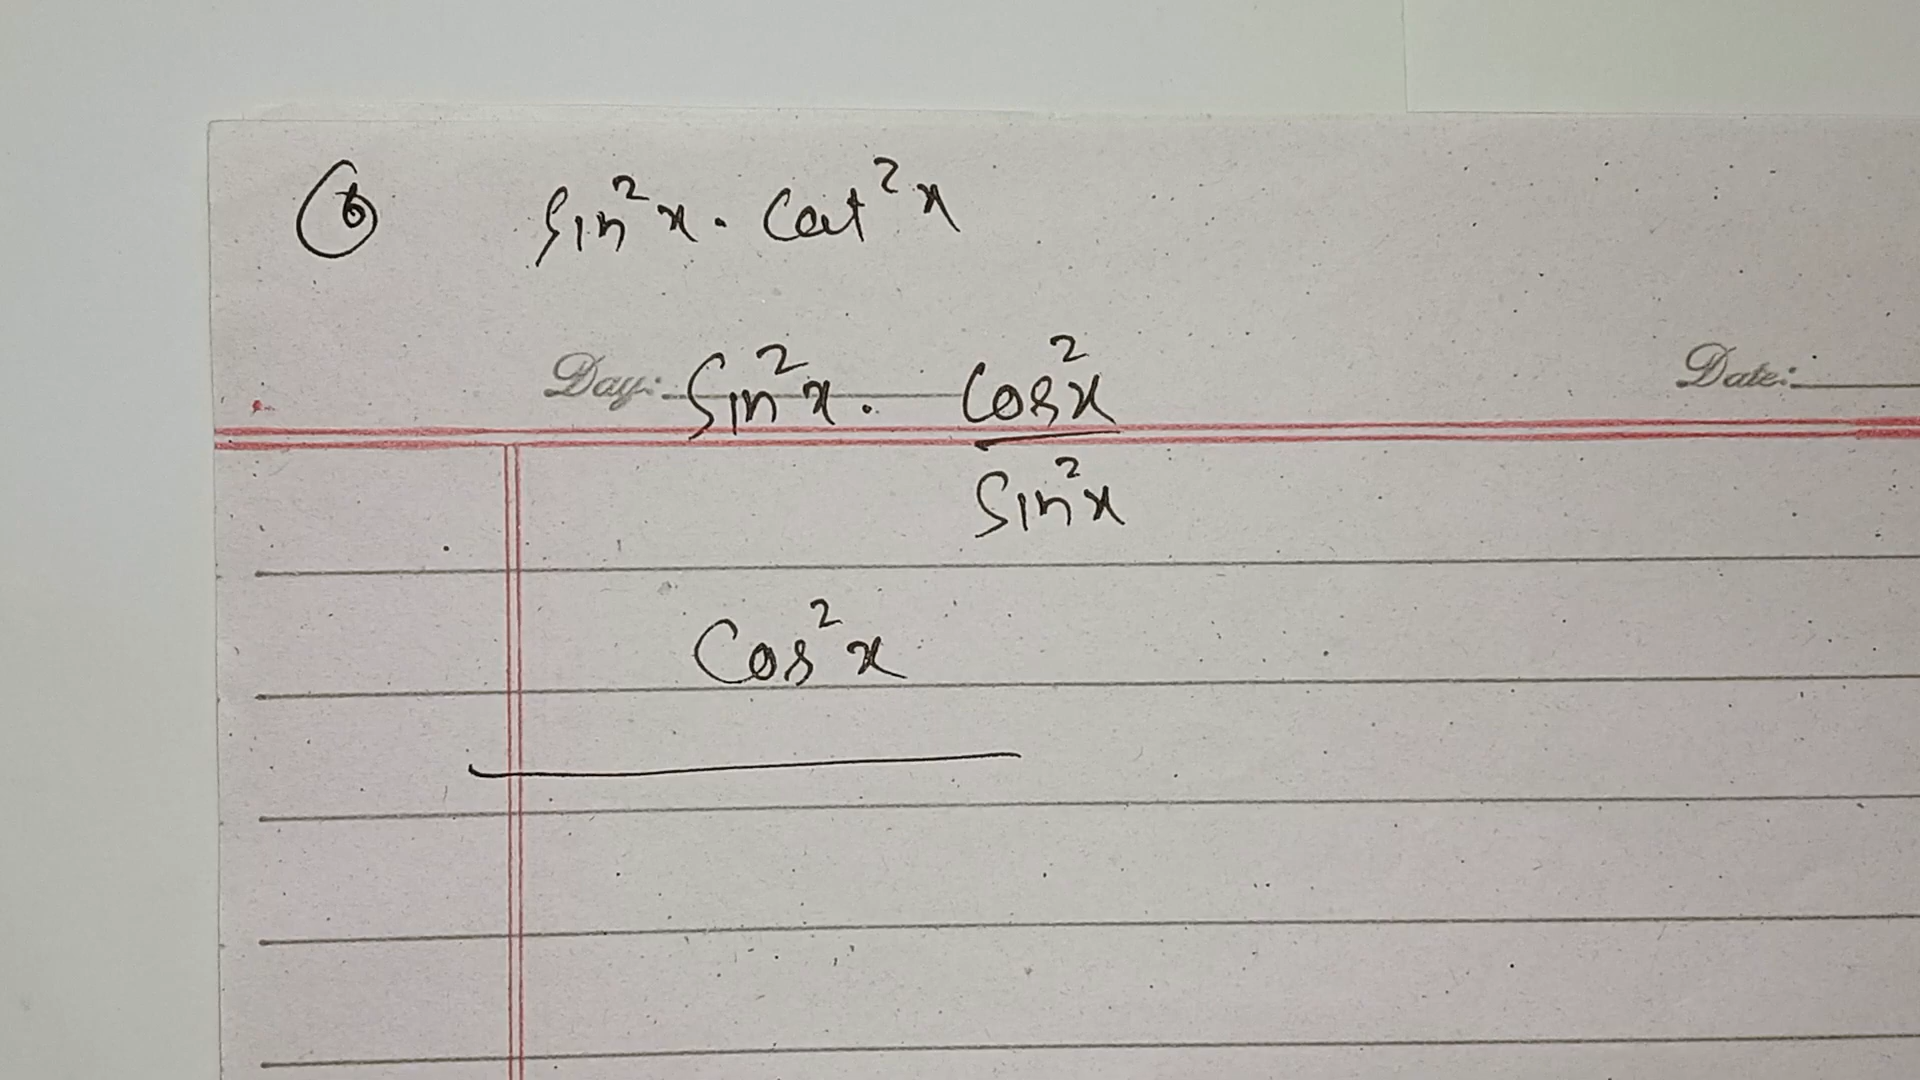 ⑥ Sin²x. Cot²x
Day: Date:
Sin²x. Cos²x
Sin²x
Cos²x